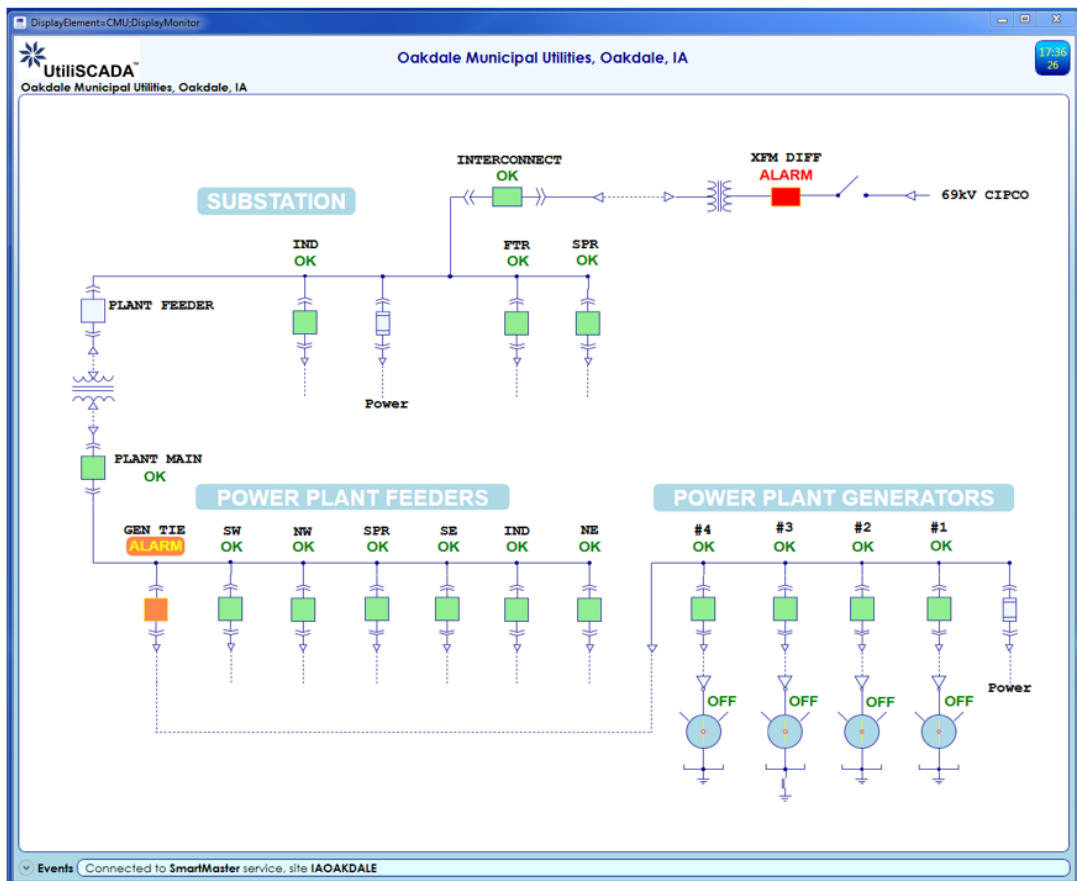 DisplayElement=CMU;DisplayMonitor
UtiliSCADA™
Oakdale Municipal Utilities, Oakdale, IA
Oakdale Municipal Utilities, Oakdale, IA
17:36
26
INTERCONNECT
OK
XFM DIFF
ALARM
69kV CIPCO
SUBSTATION
IND
OK
FTR
OK
SPR
OK
PLANT FEEDER
Power
PLANT MAIN
OK
POWER PLANT FEEDERS
POWER PLANT GENERATORS
GEN TIE
ALARM
SW
OK
NW
OK
SPR
OK
SE
OK
IND
OK
NE
OK
#4
OK
#3
OK
#2
OK
#1
OK
Power
OFF
OFF
OFF
OFF
Events
Connected to SmartMaster service, site IAOAKDALE